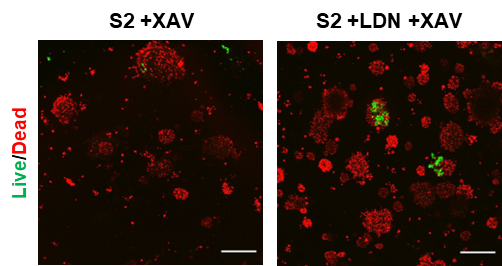 S2 +XAV
S2 +LDN +XAV
Live/Dead